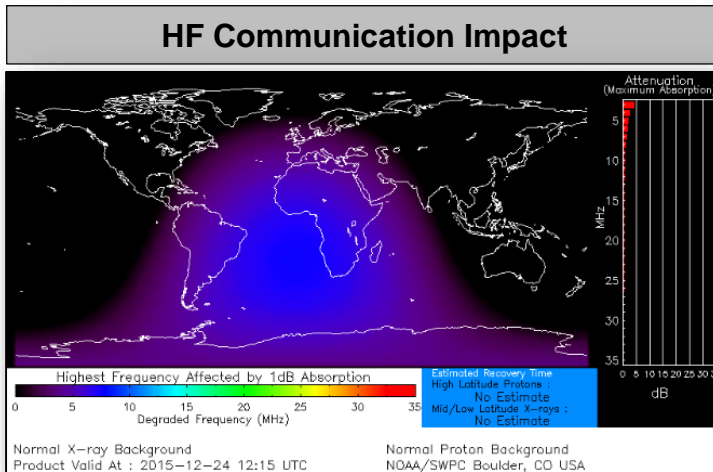 HF Communication Impact
Attenuation
(Maximum Absorption)
5
10
15
20
25
30
35
MHz
0 5 10 15 20 25 30 35
dB
Highest Frequency Affected by 1dB Absorption
0 5 10 15 20 25 30 35
Degraded Frequency (MHz)
Estimated Recovery Time
High Latitude Protons :
No Estimate
Mid/Low Latitude X-rays :
No Estimate
Normal X-ray Background
Product Valid At : 2015-12-24 12:15 UTC
Normal Proton Background
NOAA/SWPC Boulder, CO USA